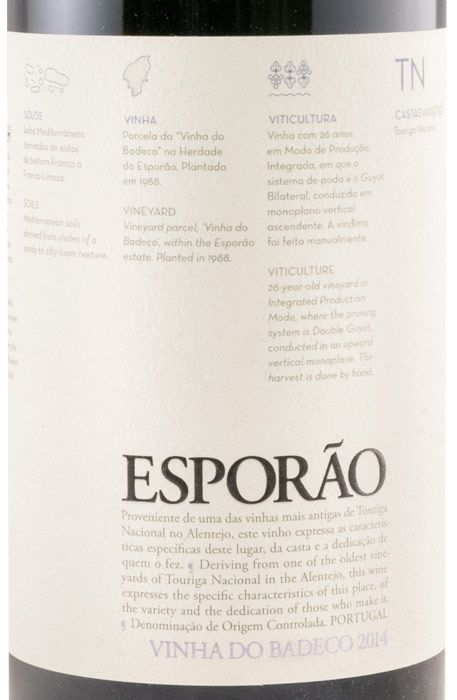 SOLOS
Solos Mediterrâneos
derivados de xistos
de textura Franco a
Franco-Limosa.
SOILS
Mediterranean soils
derived from shales of a
sandy to silty-loam texture.
VINHA
Parcela da "Vinha do
Badeco" na Herdade
do Esporão. Plantada
em 1988.
VINEYARD
Vineyard parcel, 'Vinha do
Badeco', within the Esporão
estate. Planted in 1988.
VITICULTURA
Vinha com 26 anos
em Modo de Produção
Integrada, em que o
sistema de poda é o Guyot
Bilateral, conduzida em
monoplano vertical
ascendente. A vindima
foi feita manualmente.
VITICULTURE
26-year-old vineyard in
Integrated Production
Mode, where the pruning
system is Double Guyot,
conducted in an upward
vertical monoplane. The
harvest is done by hand.
TN
Touriga Nacional
ESPORÃO
Proveniente de uma das vinhas mais antigas de Touriga
Nacional no Alentejo, este vinho expressa as caracterís-
ticas específicas deste lugar, da casta e a dedicação de
quem o fez. ¶ Deriving from one of the oldest vine-
yards of Touriga Nacional in the Alentejo, this wine
expresses the specific characteristics of this place, of
the variety and the dedication of those who make it.
¶ Denominação de Origem Controlada. PORTUGAL
VINHA DO BADECO 2014